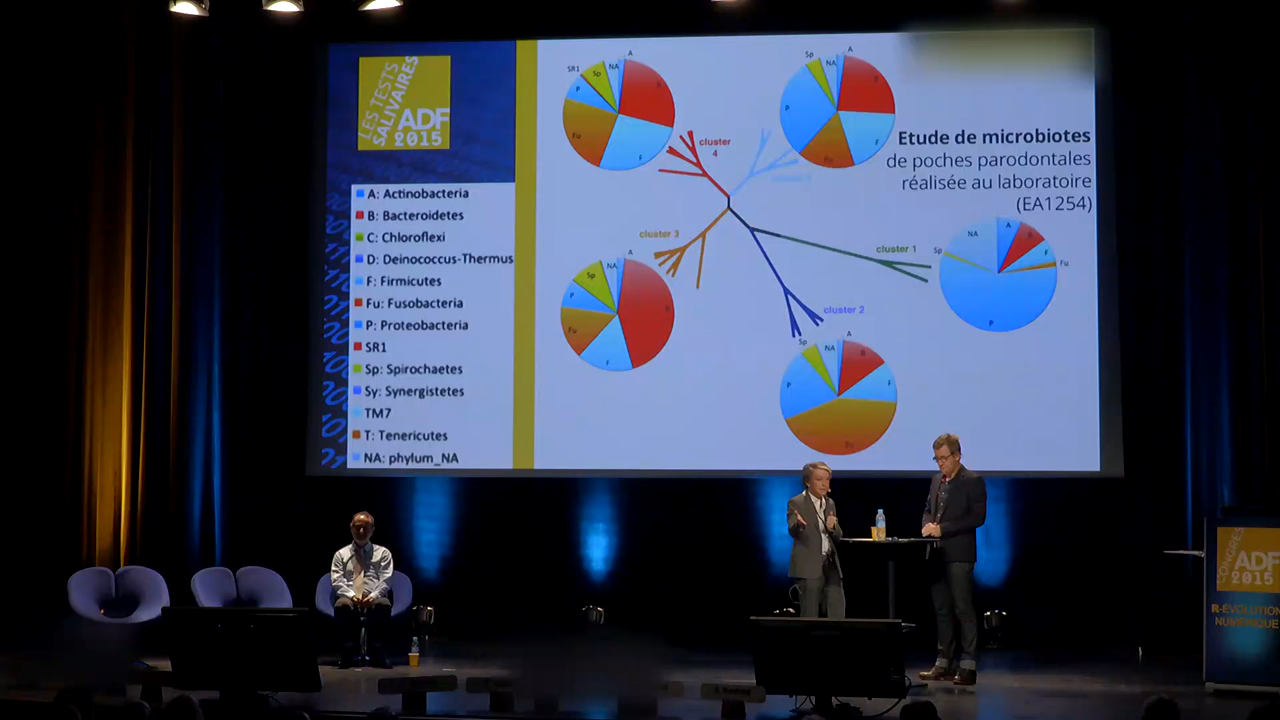 LES TESTS
SALIVAIRES
ADF
2015
A: Actinobacteria
B: Bacteroidetes
C: Chloroflexi
D: Deinococcus-Thermus
F: Firmicutes
Fu: Fusobacteria
P: Proteobacteria
SR1
Sp: Spirochaetes
Sy: Synergistetes
TM7
T: Tenericutes
NA: phylum_NA
Etude de microbiotes
de poches parodontales
réalisée au laboratoire
(EA1254)
A
NA
Sp
SR1
P
Fu
F
B
cluster
4
A
NA
Sp
P
Fu
F
B
cluster 3
A
NA
Sp
P
Fu
F
B
cluster 1
NA
A
B
F
Fu
Sp
P
cluster 2
A
NA
Sp
B
F
P
Fu
CONGRÈS
ADF
2015
R-EVOLUTION
NUMÉRIQUE